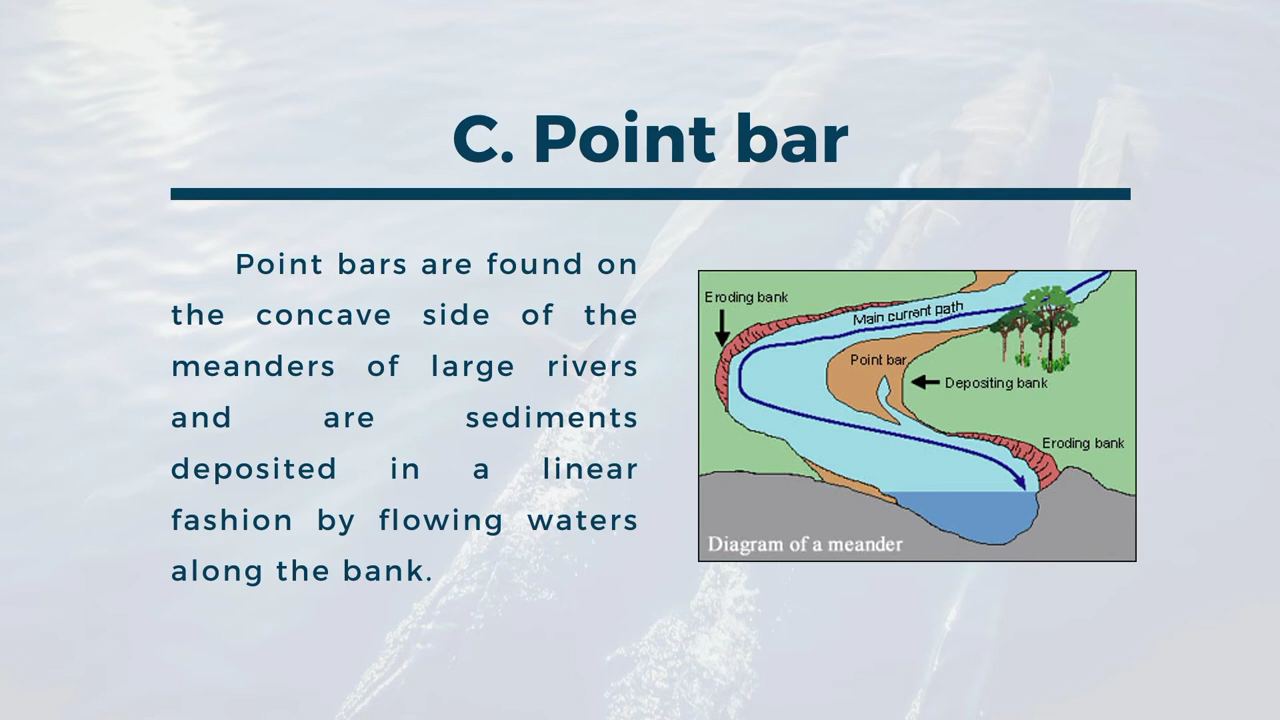 C. Point bar
Point bars are found on
the concave side of the
meanders of large rivers
and are sediments
deposited in a linear
fashion by flowing waters
along the bank.
Eroding bank
Main current path
Point bar
Depositing bank
Eroding bank
Diagram of a meander